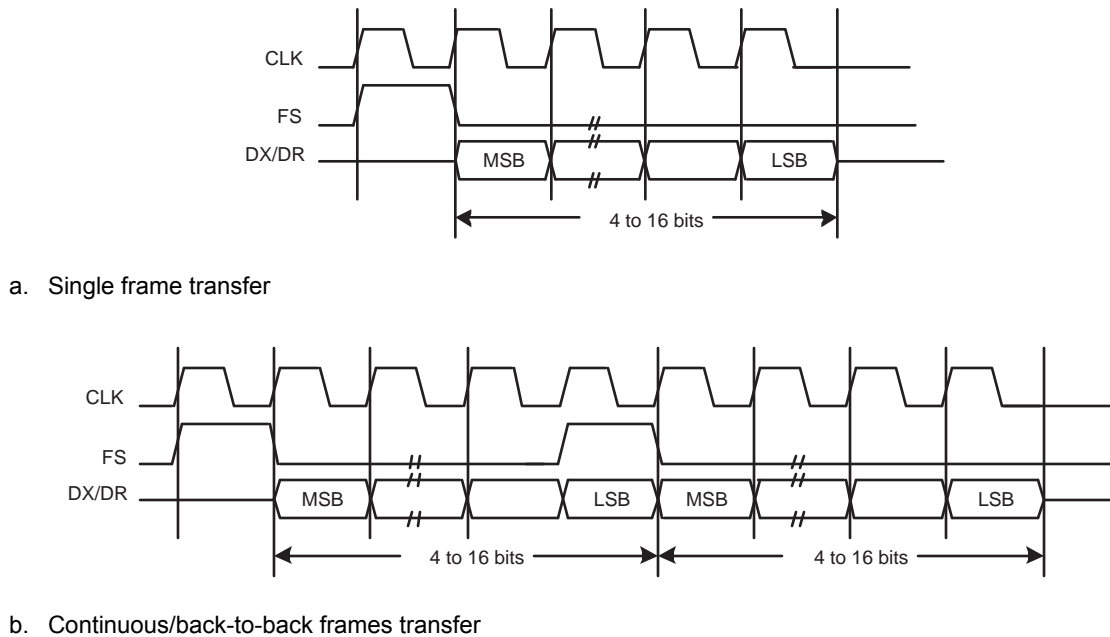 CLK
FS
DX/DR
MSB
LSB
4 to 16 bits
a. Single frame transfer
CLK
FS
DX/DR
MSB
LSB
MSB
LSB
4 to 16 bits
4 to 16 bits
b. Continuous/back-to-back frames transfer